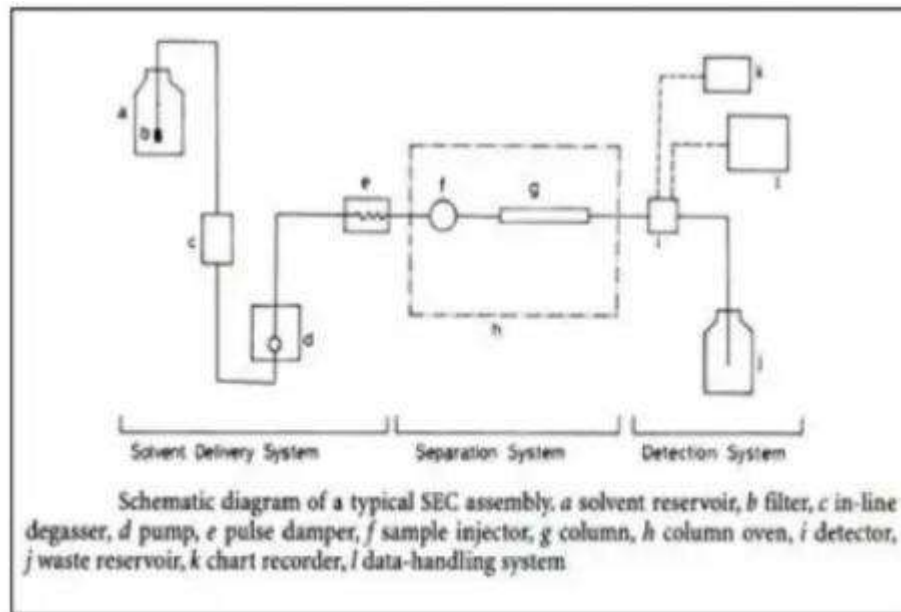 a
b
c
d
e
f
g
h
i
j
k
l
Solvent Delivery System
Separation System
Detection System
Schematic diagram of a typical SEC assembly. a solvent reservoir, b filter, c in-line
degasser, d pump, e pulse damper, f sample injector, g column, h column oven, i detector,
j waste reservoir, k chart recorder, l data-handling system